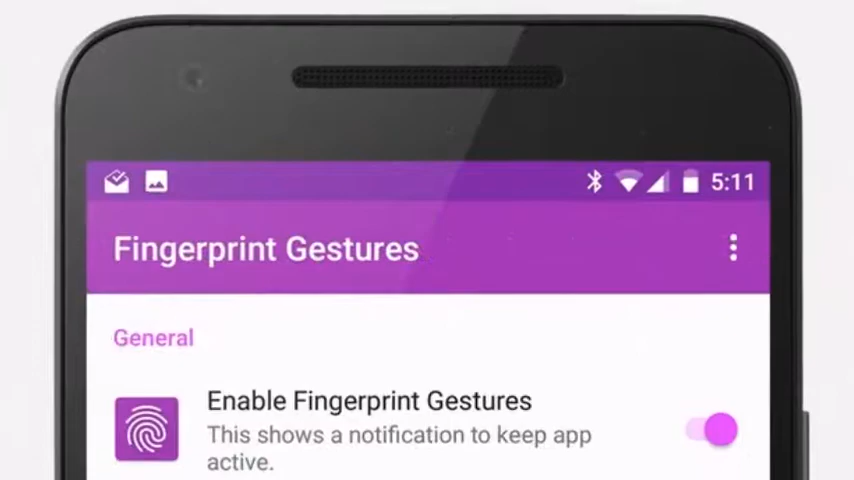 5:11
Fingerprint Gestures
General
Enable Fingerprint Gestures
This shows a notification to keep app
active.